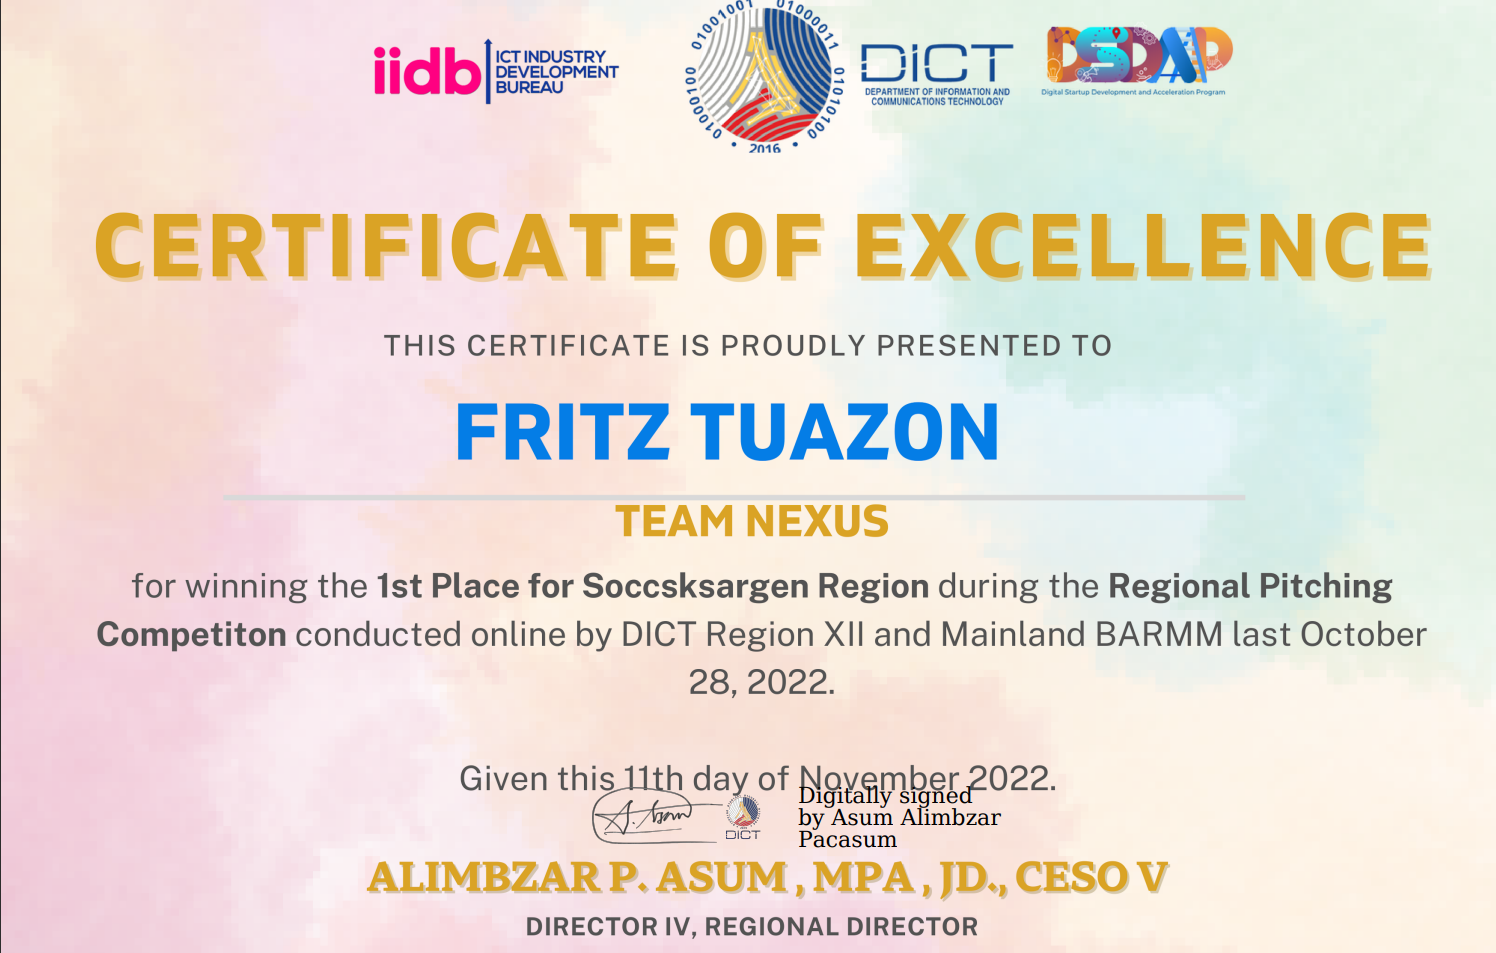 iidb
ICT INDUSTRY
DEVELOPMENT
BUREAU
01000100 01001001 01000011 01010100
2016
DICT
DEPARTMENT OF INFORMATION AND
COMMUNICATIONS TECHNOLOGY
DSDAAP
Digital Startup Development and Acceleration Program
CERTIFICATE OF EXCELLENCE
THIS CERTIFICATE IS PROUDLY PRESENTED TO
FRITZ TUAZON
TEAM NEXUS
for winning the 1st Place for Soccsksargen Region during the Regional Pitching
Competiton conducted online by DICT Region XII and Mainland BARMM last October
28, 2022.
Given this 11th day of November 2022.
A. Asum
DICT
Digitally signed
by Asum Alimbzar
Pacasum
ALIMBZAR P. ASUM , MPA , JD., CESO V
DIRECTOR IV, REGIONAL DIRECTOR